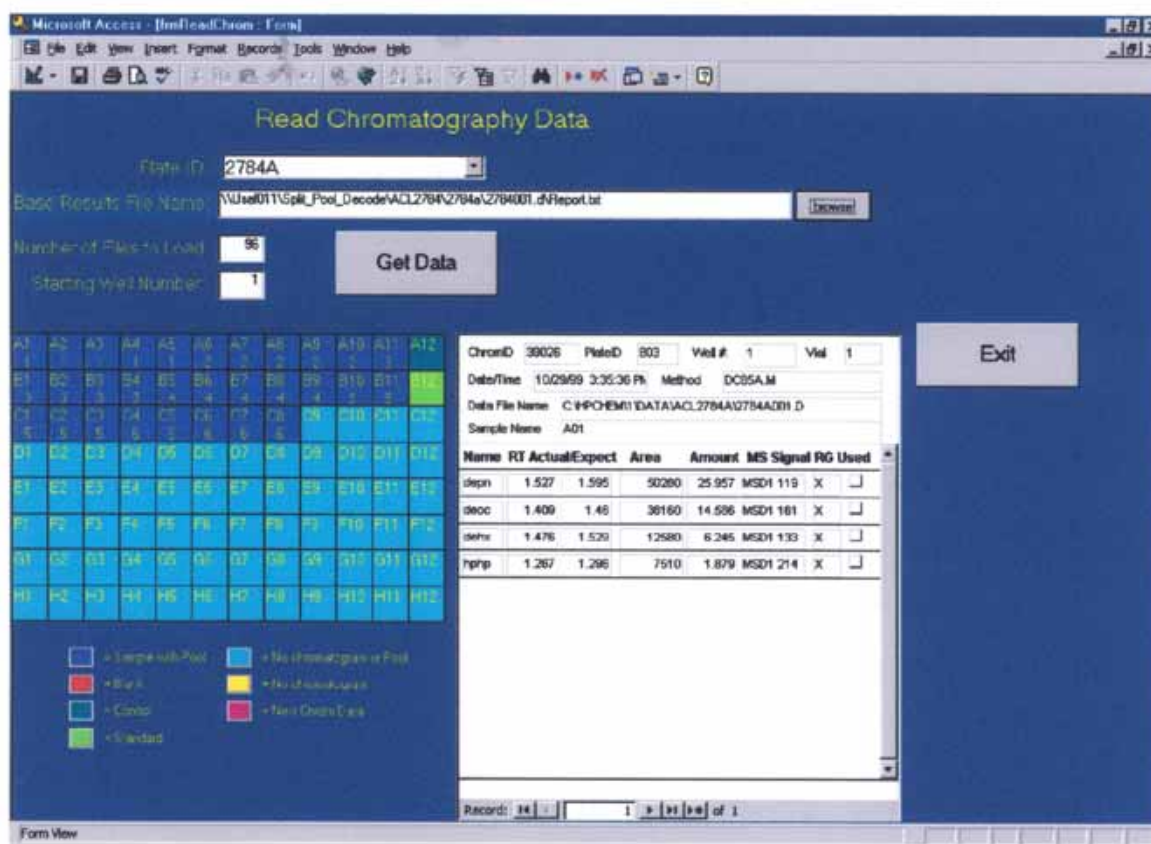 Microsoft Access - [frmReadChrom : Form]
File Edit View Insert Format Records Tools Window Help
Read Chromatography Data
Plate ID 2784A
Base Results File Name \\Usal011\Split_Pool_Decode\ACL2784\2784a\2784001.d\Report.txt browse
Number of Files to Load 96
Starting Well Number 1
Get Data
Exit
A1 A2 A3 A4 A5 A6 A7 A8 A9 A10 A11 A12
B1 B2 B3 B4 B5 B6 B7 B8 B9 B10 B11 B12
C1 C2 C3 C4 C5 C6 C7 C8 C9 C10 C11 C12
D1 D2 D3 D4 D5 D6 D7 D8 D9 D10 D11 D12
E1 E2 E3 E4 E5 E6 E7 E8 E9 E10 E11 E12
F1 F2 F3 F4 F5 F6 F7 F8 F9 F10 F11 F12
G1 G2 G3 G4 G5 G6 G7 G8 G9 G10 G11 G12
H1 H2 H3 H4 H5 H6 H7 H8 H9 H10 H11 H12
= Sample with Pool = No chromatogram or Pool
= Blank = No chromatogram
= Control = New Chrom Data
= Standard
ChromID 39026 PlateID 803 Well # 1 Vial 1
Date/Time 10/29/99 3:35:36 PM Method DC85A.M
Data File Name C:\HPCHEM\1\DATA\ACL2784A\2784A001.D
Sample Name A01
Name RT Actual/Expect Area Amount MS Signal RG Used
depn 1.527 1.595 50280 25.957 MSD1 119 X
deoc 1.409 1.46 38160 14.586 MSD1 161 X
dehx 1.476 1.529 12580 6.245 MSD1 133 X
hphp 1.267 1.296 7510 1.879 MSD1 214 X
Record: 1 of 1
Form View